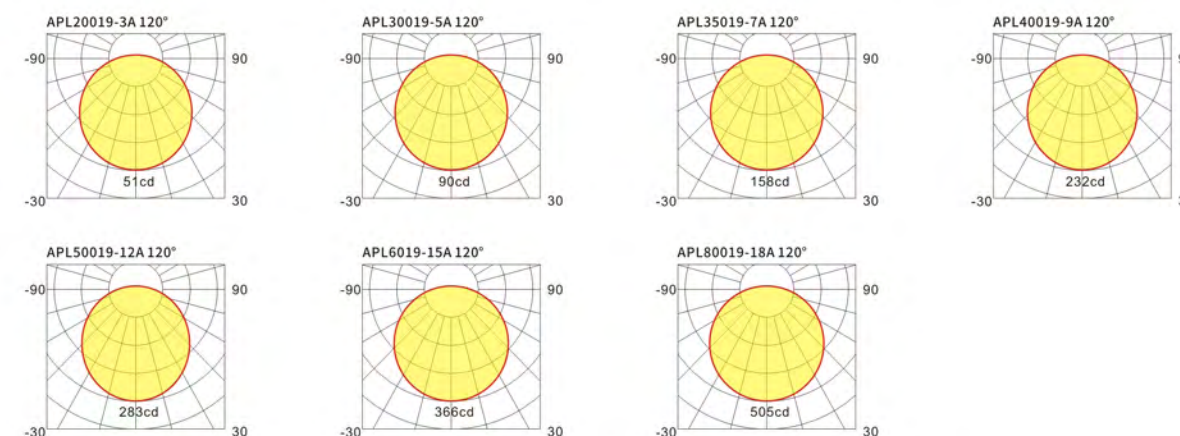 APL20019-3A 120° APL30019-5A 120° APL35019-7A 120° APL40019-9A 120°
-90 90 -90 90 -90 90 -90
51cd 90cd 158cd 232cd
-30 30 -30 30 -30 30 -30
APL50019-12A 120° APL6019-15A 120° APL80019-18A 120°
-90 90 -90 90 -90 90
283cd 366cd 505cd
-30 30 -30 30 -30 30